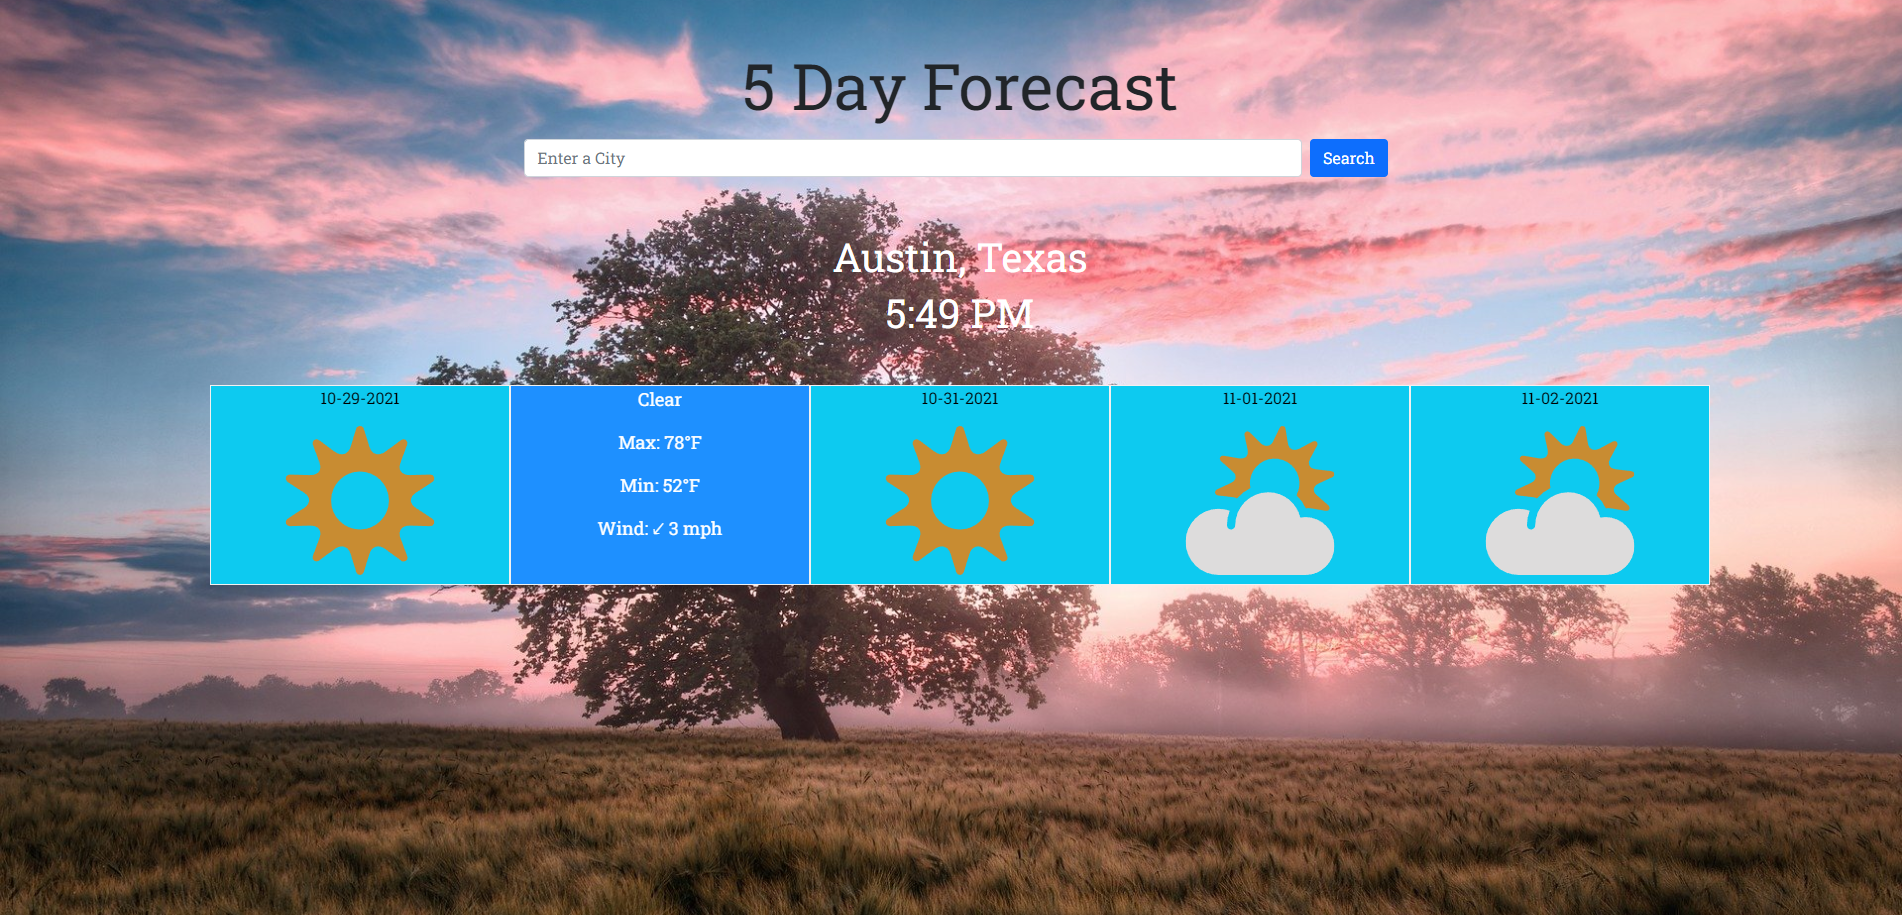 5 Day Forecast
Enter a City
Search
Austin, Texas
5:49 PM
10-29-2021
Clear
Max: 78°F
Min: 52°F
Wind: ↙ 3 mph
10-31-2021
11-01-2021
11-02-2021